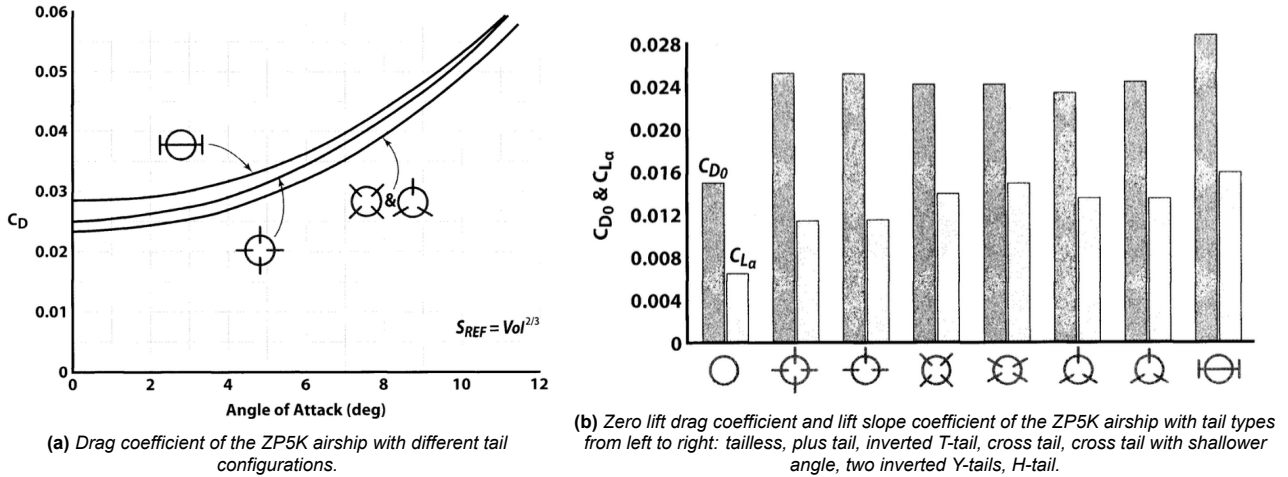 0.06
0.05
0.04
0.03
C_D
0.02
0.01
0
&
S_REF = Vol^2/3
0 2 4 6 8 10 12
Angle of Attack (deg)
(a) Drag coefficient of the ZP5K airship with different tail
configurations.
0.028
0.024
0.020
0.016
0.012
0.008
0.004
0
C_D0 & C_Lα
C_D0
C_Lα
(b) Zero lift drag coefficient and lift slope coefficient of the ZP5K airship with tail types
from left to right: tailless, plus tail, inverted T-tail, cross tail, cross tail with shallower
angle, two inverted Y-tails, H-tail.